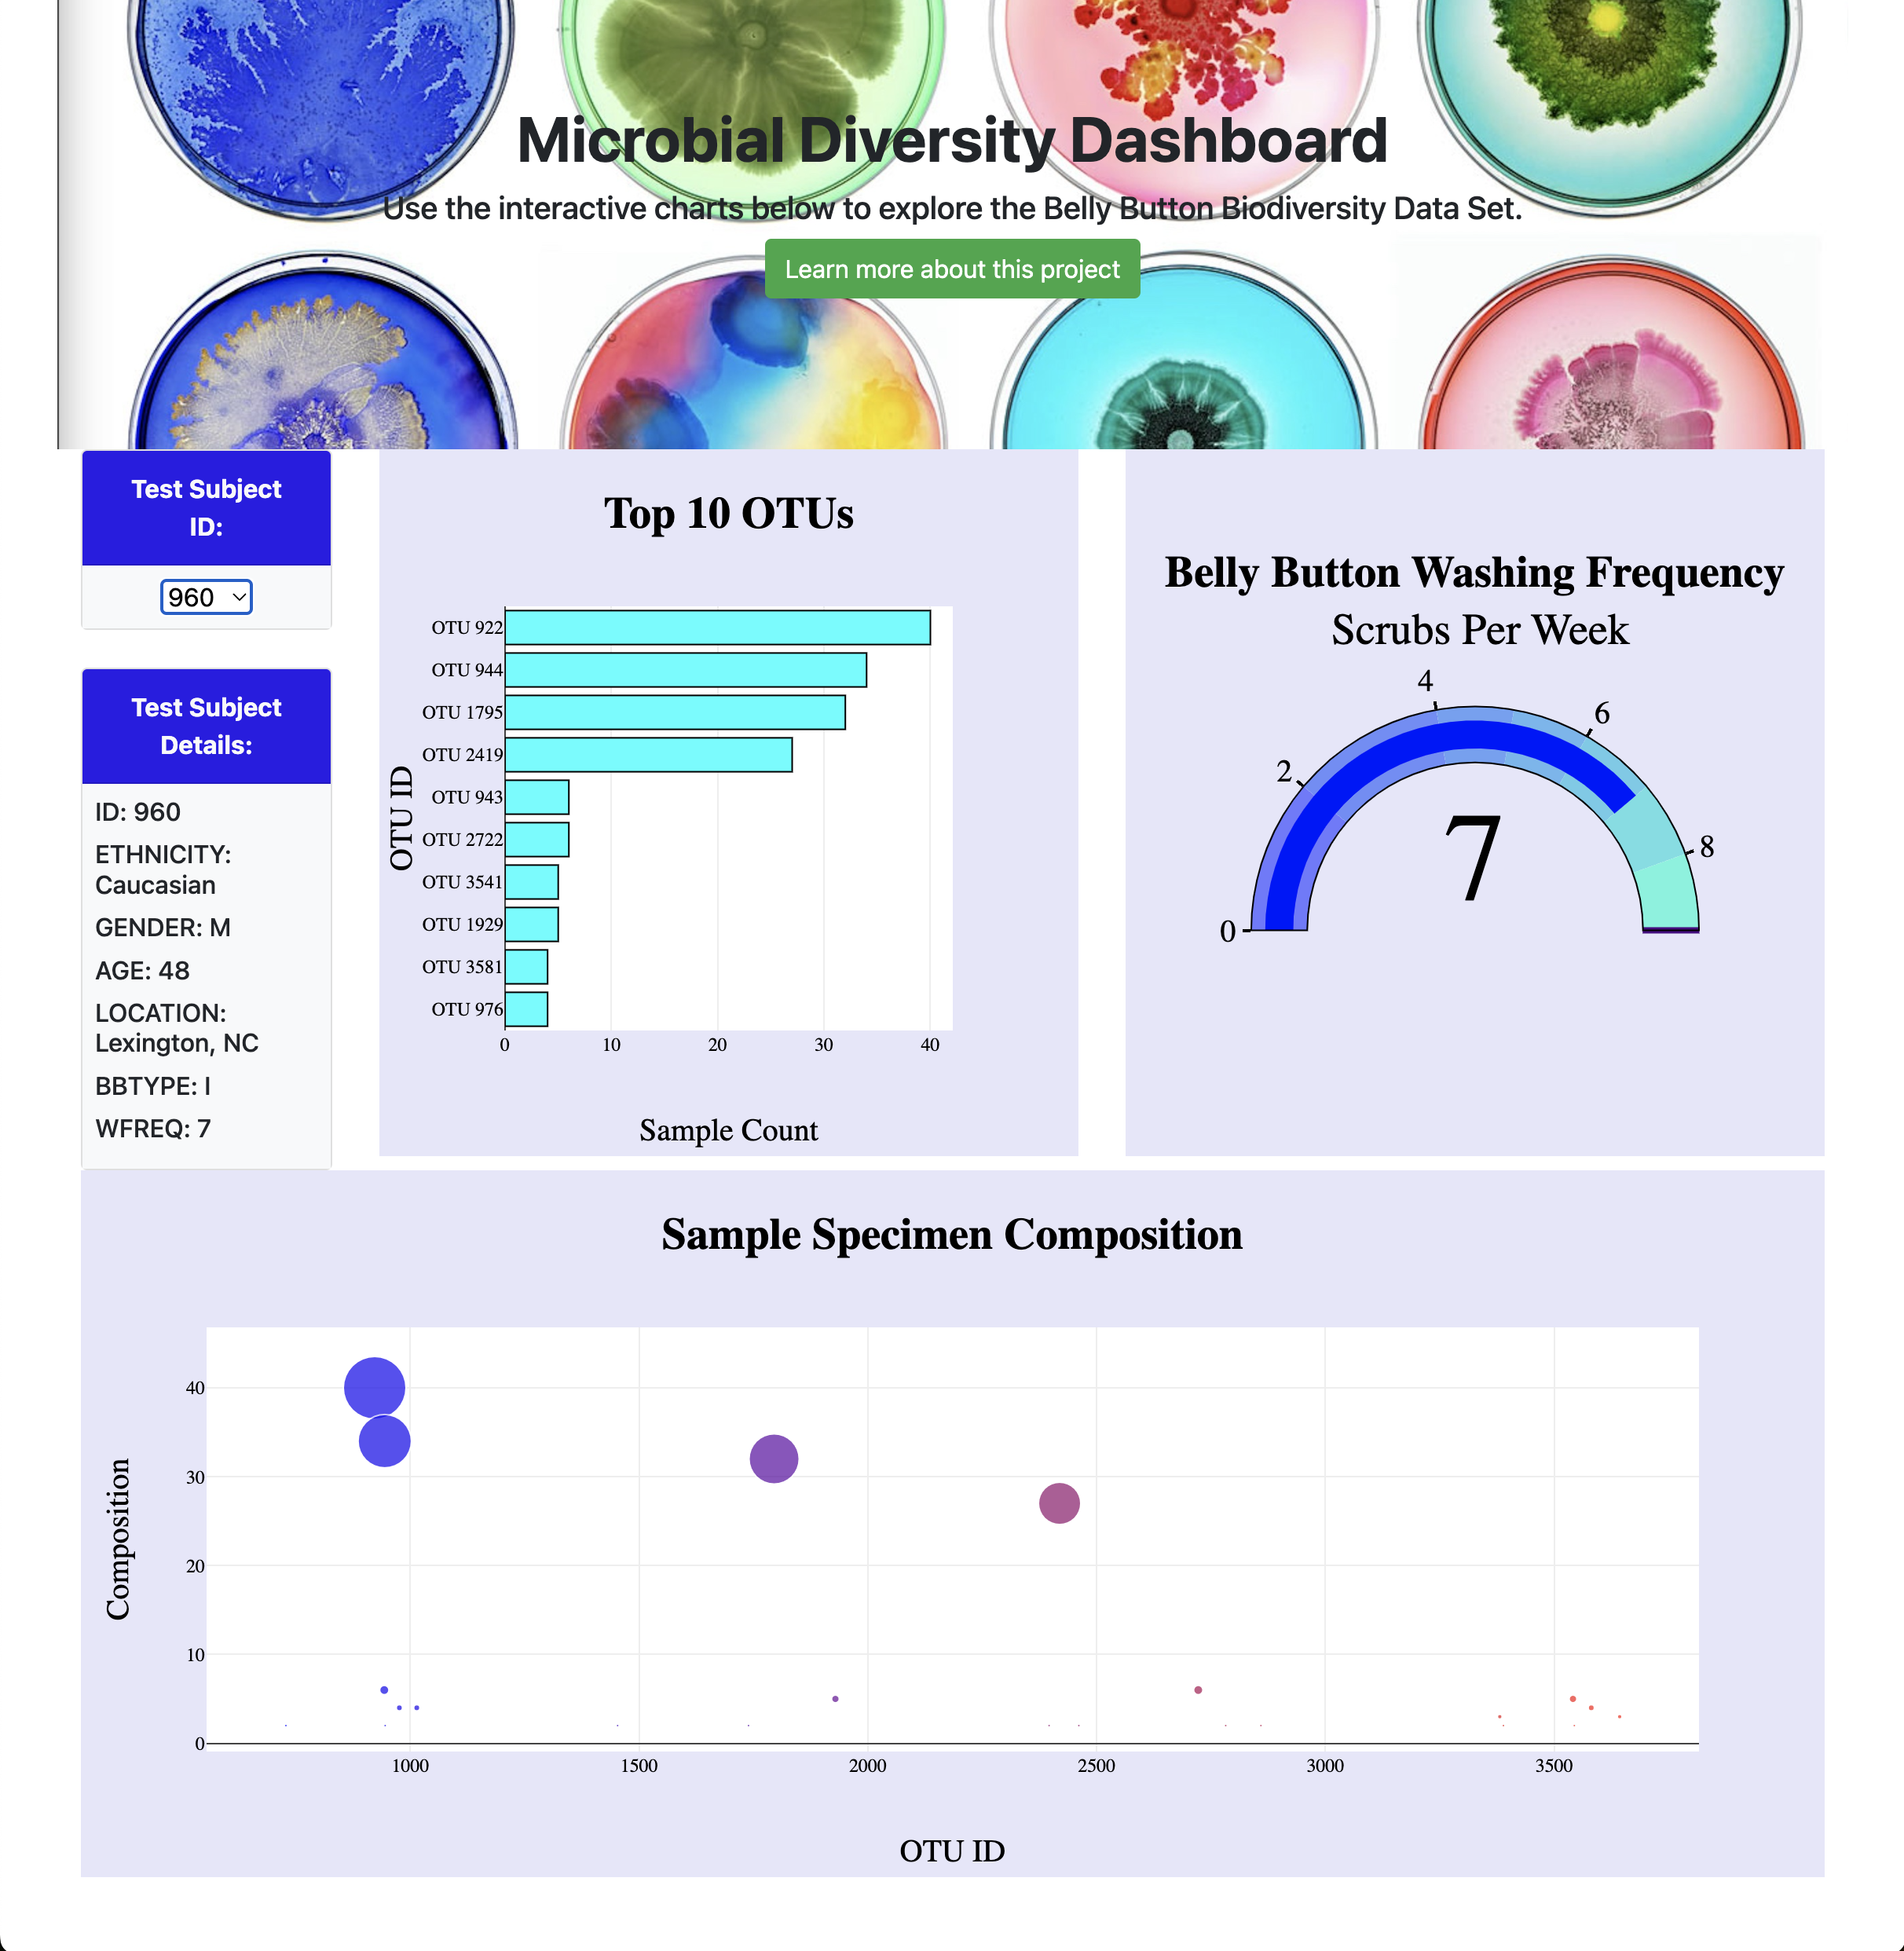 Microbial Diversity Dashboard
Use the interactive charts below to explore the Belly Button Biodiversity Data Set.
Learn more about this project
Test Subject
ID:
960
Test Subject
Details:
ID: 960
ETHNICITY:
Caucasian
GENDER: M
AGE: 48
LOCATION:
Lexington, NC
BBTYPE: I
WFREQ: 7
Top 10 OTUs
OTU ID
OTU 922
OTU 944
OTU 1795
OTU 2419
OTU 943
OTU 2722
OTU 3541
OTU 1929
OTU 3581
OTU 976
0 10 20 30 40
Sample Count
Belly Button Washing Frequency
Scrubs Per Week
0
2
4
6
8
7
Sample Specimen Composition
Composition
40
30
20
10
0
1000 1500 2000 2500 3000 3500
OTU ID